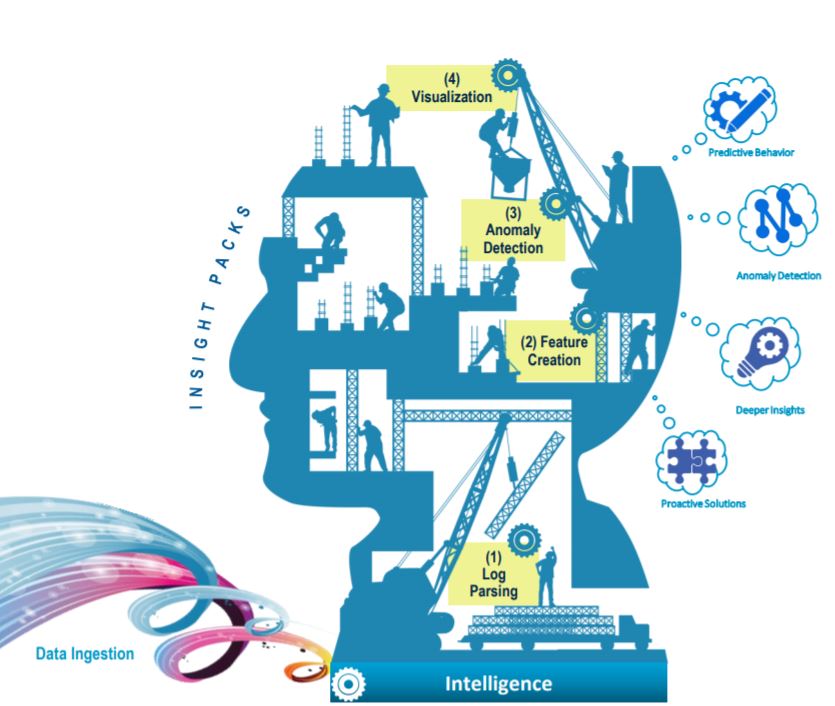 (4)
Visualization
Predictive Behavior
INSIGHT PACKS
(3)
Anomaly
Detection
Anomaly Detection
(2) Feature
Creation
Deeper Insights
Proactive Solutions
(1)
Log
Parsing
Data Ingestion
Intelligence